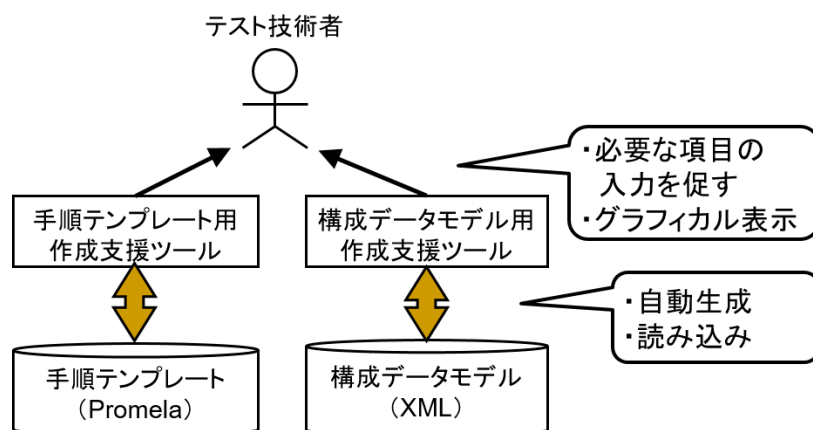 テスト技術者
・必要な項目の
入力を促す
・グラフィカル表示
手順テンプレート用
作成支援ツール
構成データモデル用
作成支援ツール
・自動生成
・読み込み
手順テンプレート
（Promela）
構成データモデル
（XML）